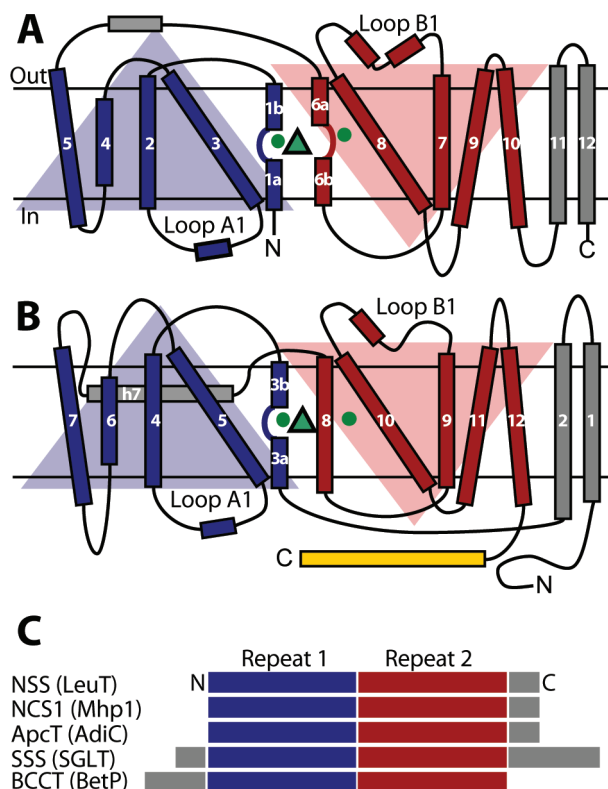 A
Loop B1
Out
1b
6a
5
4
2
3
8
7
9
10
11
12
1a
6b
In
Loop A1
N
C
B
Loop B1
3b
h7
7
6
4
5
8
10
9
11
12
2
1
3a
Loop A1
C
N
C
Repeat 1
Repeat 2
NSS (LeuT)
N
C
NCS1 (Mhp1)
ApcT (AdiC)
SSS (SGLT)
BCCT (BetP)